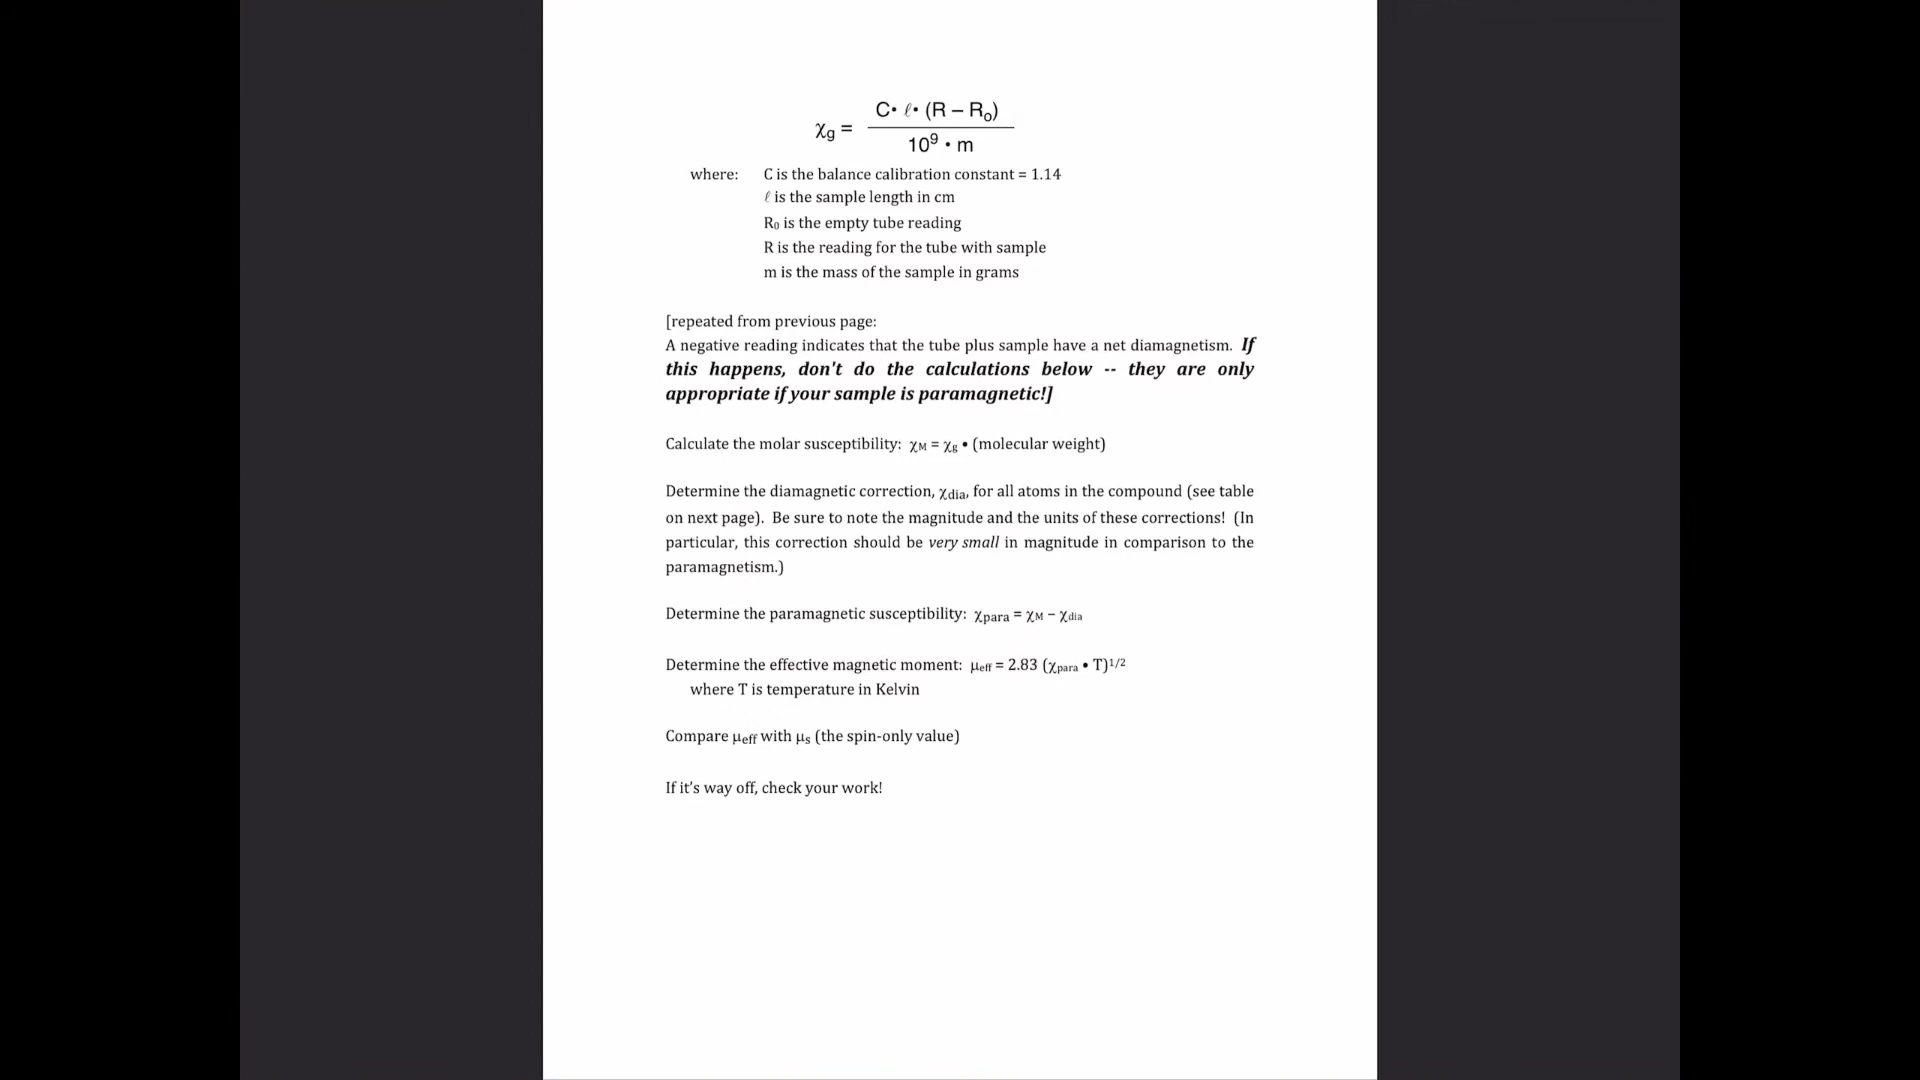 χg = C• ℓ• (R – Ro) / 10⁹ • m
where: C is the balance calibration constant = 1.14
ℓ is the sample length in cm
R₀ is the empty tube reading
R is the reading for the tube with sample
m is the mass of the sample in grams
[repeated from previous page:
A negative reading indicates that the tube plus sample have a net diamagnetism. If
this happens, don't do the calculations below -- they are only
appropriate if your sample is paramagnetic!]
Calculate the molar susceptibility: χM = χg • (molecular weight)
Determine the diamagnetic correction, χdia, for all atoms in the compound (see table
on next page). Be sure to note the magnitude and the units of these corrections! (In
particular, this correction should be very small in magnitude in comparison to the
paramagnetism.)
Determine the paramagnetic susceptibility: χpara = χM – χdia
Determine the effective magnetic moment: μeff = 2.83 (χpara • T)1/2
where T is temperature in Kelvin
Compare μeff with μs (the spin-only value)
If it's way off, check your work!